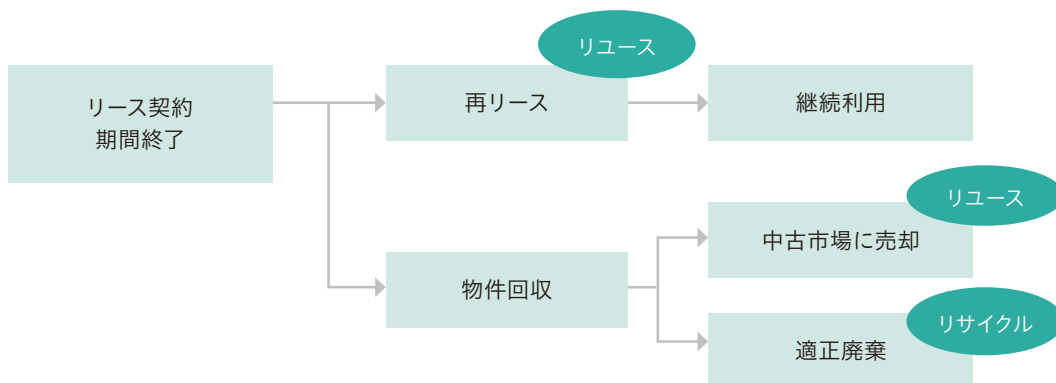 リユース
リース契約
期間終了
再リース
継続利用
リユース
中古市場に売却
物件回収
リサイクル
適正廃棄